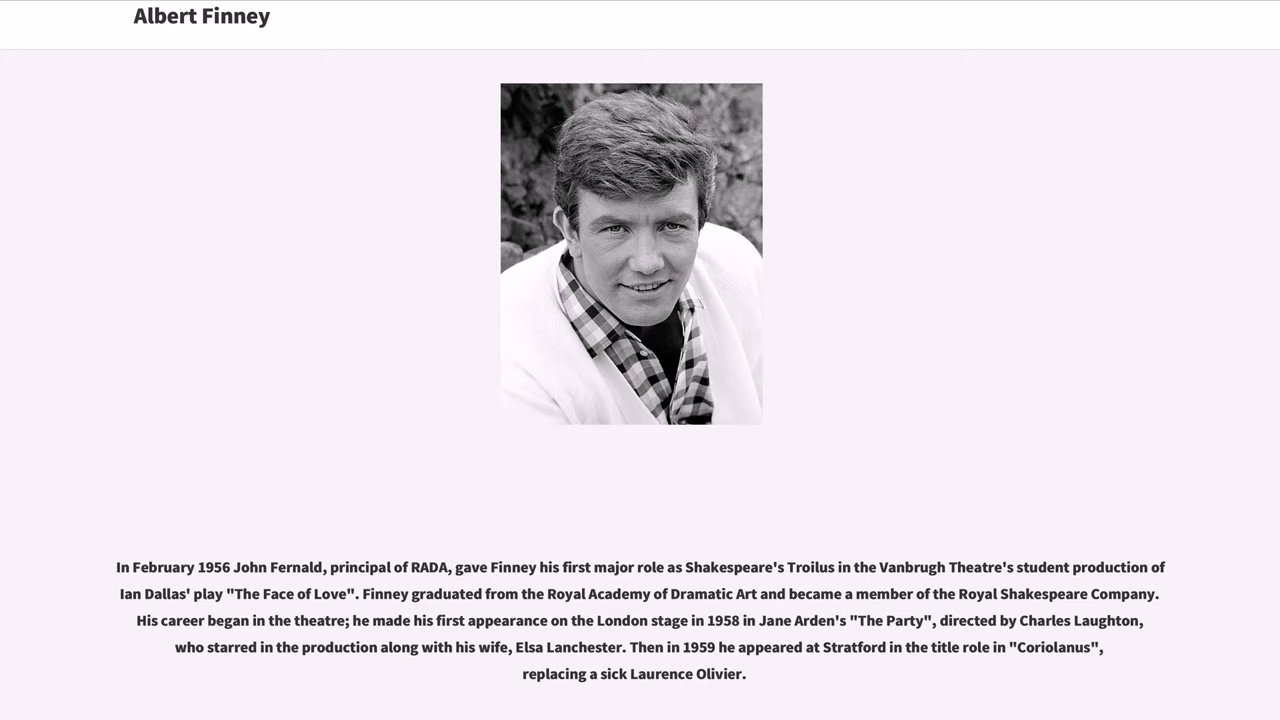 Albert Finney
In February 1956 John Fernald, principal of RADA, gave Finney his first major role as Shakespeare's Troilus in the Vanbrugh Theatre's student production of
Ian Dallas' play "The Face of Love". Finney graduated from the Royal Academy of Dramatic Art and became a member of the Royal Shakespeare Company.
His career began in the theatre; he made his first appearance on the London stage in 1958 in Jane Arden's "The Party", directed by Charles Laughton,
who starred in the production along with his wife, Elsa Lanchester. Then in 1959 he appeared at Stratford in the title role in "Coriolanus",
replacing a sick Laurence Olivier.